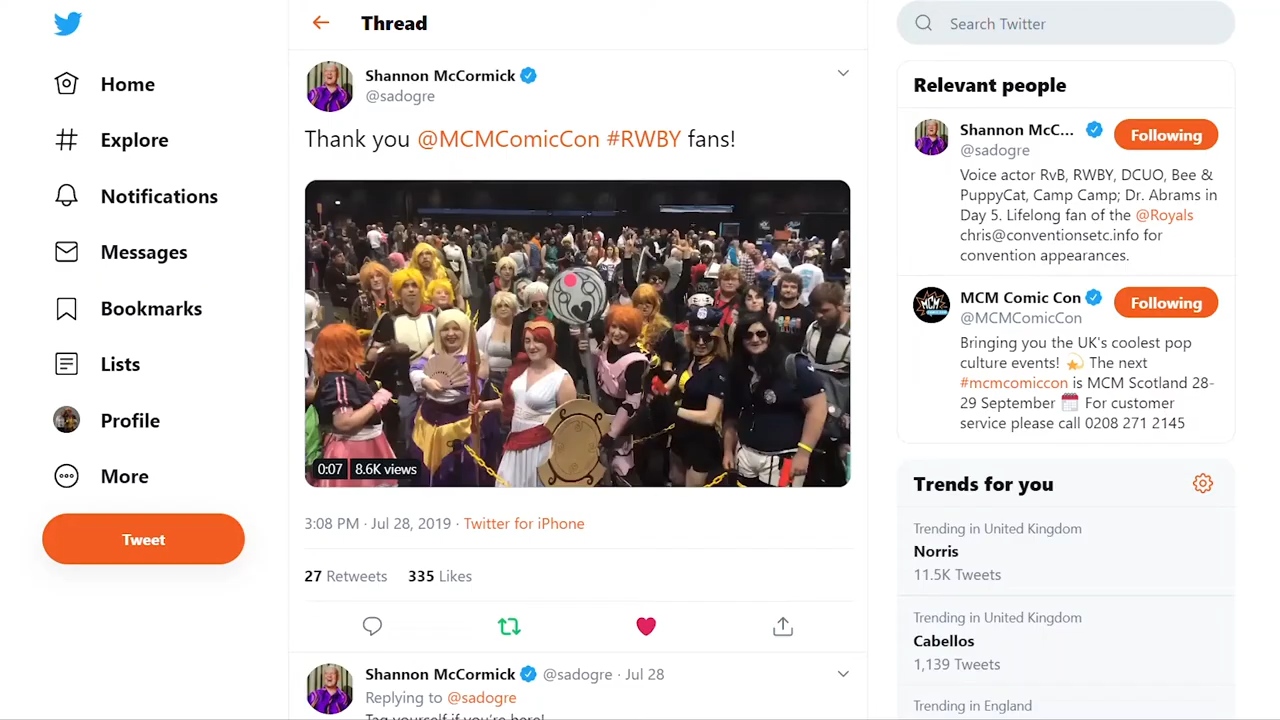 Home
Explore
Notifications
Messages
Bookmarks
Lists
Profile
More
Tweet
Thread
Shannon McCormick
@sadogre
Thank you @MCMComicCon #RWBY fans!
0:07 8.6K views
3:08 PM · Jul 28, 2019 · Twitter for iPhone
27 Retweets 335 Likes
Shannon McCormick @sadogre · Jul 28
Replying to @sadogre
Tag yourself if you're here!
Search Twitter
Relevant people
Shannon McC...
@sadogre
Following
Voice actor RvB, RWBY, DCUO, Bee &
PuppyCat, Camp Camp; Dr. Abrams in
Day 5. Lifelong fan of the @Royals
chris@conventionsetc.info for
convention appearances.
MCM Comic Con
@MCMComicCon
Following
Bringing you the UK's coolest pop
culture events! 💫 The next
#mcmcomiccon is MCM Scotland 28-
29 September 📅 For customer
service please call 0208 271 2145
Trends for you
Trending in United Kingdom
Norris
11.5K Tweets
Trending in United Kingdom
Cabellos
1,139 Tweets
Trending in England